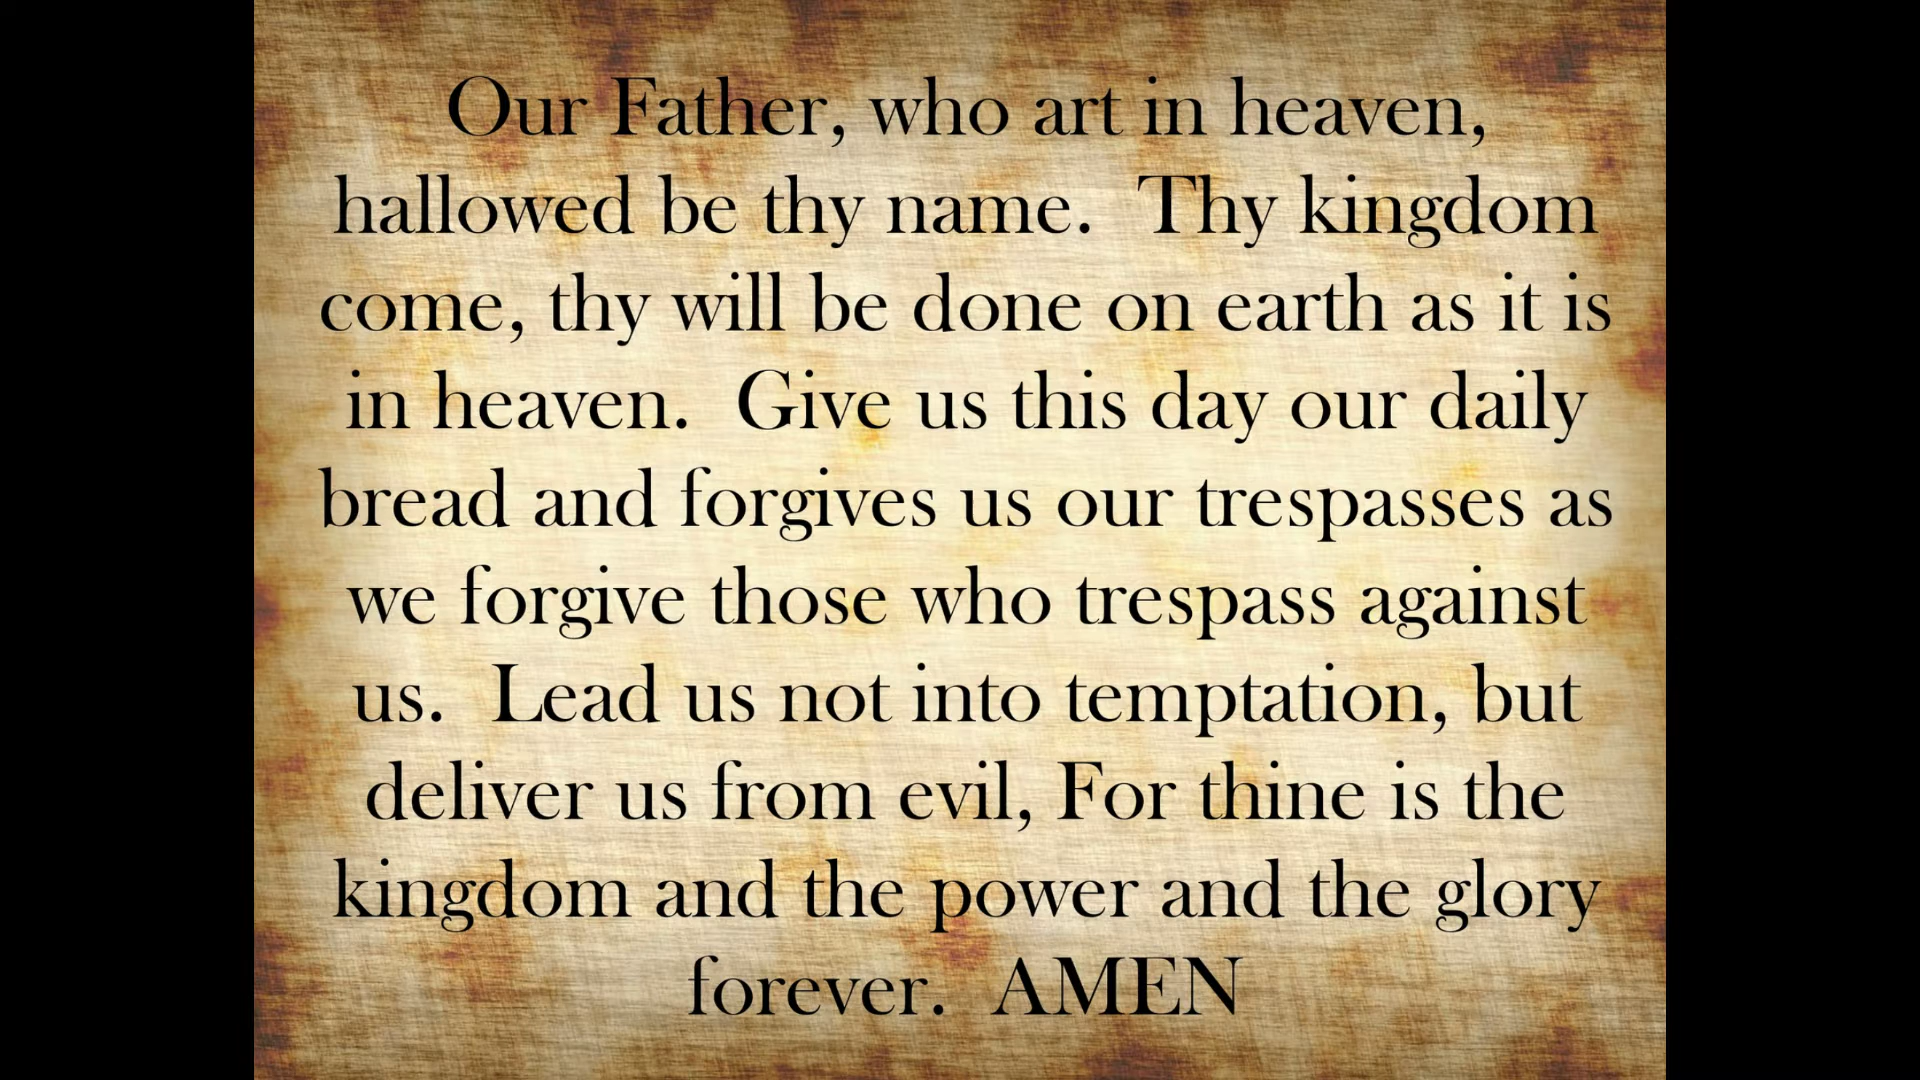 Our Father, who art in heaven,
hallowed be thy name.  Thy kingdom
come, thy will be done on earth as it is
in heaven.  Give us this day our daily
bread and forgives us our trespasses as
we forgive those who trespass against
us.  Lead us not into temptation, but
deliver us from evil, For thine is the
kingdom and the power and the glory
forever.  AMEN